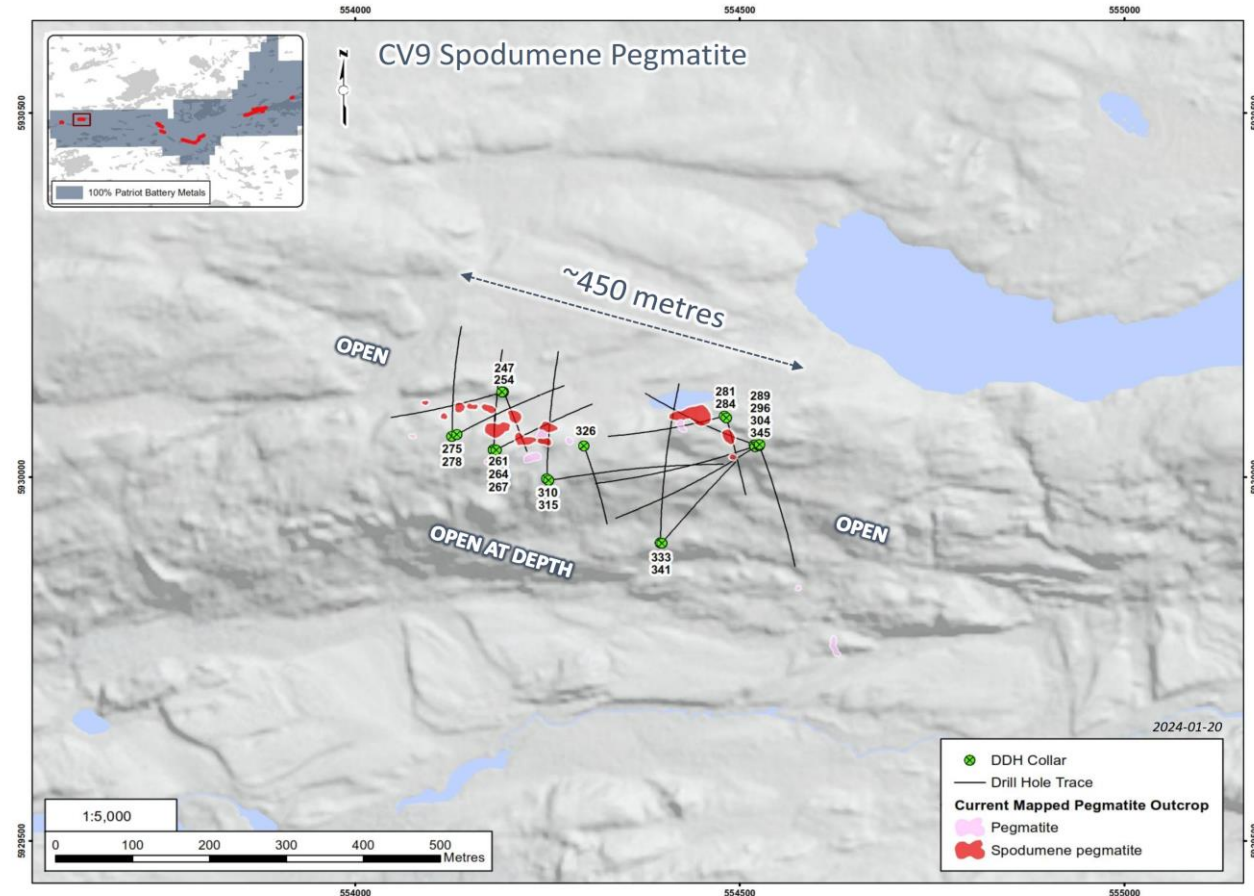 554000
554500
555000
CV9 Spodumene Pegmatite
N
100% Patriot Battery Metals
5930500
5930500
~450 metres
OPEN
247
254
281
284
289
296
304
345
326
275
278
261
264
267
310
315
5930000
5930000
OPEN AT DEPTH
OPEN
333
341
2024-01-20
DDH Collar
Drill Hole Trace
Current Mapped Pegmatite Outcrop
Pegmatite
Spodumene pegmatite
1:5,000
0 100 200 300 400 500
Metres
5929500
5929500
554000
554500
555000